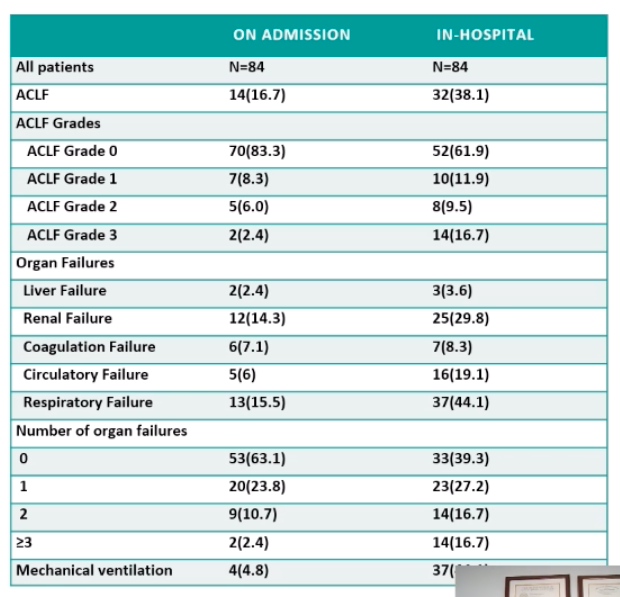 ON ADMISSION IN-HOSPITAL
All patients N=84 N=84
ACLF 14(16.7) 32(38.1)
ACLF Grades
ACLF Grade 0 70(83.3) 52(61.9)
ACLF Grade 1 7(8.3) 10(11.9)
ACLF Grade 2 5(6.0) 8(9.5)
ACLF Grade 3 2(2.4) 14(16.7)
Organ Failures
Liver Failure 2(2.4) 3(3.6)
Renal Failure 12(14.3) 25(29.8)
Coagulation Failure 6(7.1) 7(8.3)
Circulatory Failure 5(6) 16(19.1)
Respiratory Failure 13(15.5) 37(44.1)
Number of organ failures
0 53(63.1) 33(39.3)
1 20(23.8) 23(27.2)
2 9(10.7) 14(16.7)
≥3 2(2.4) 14(16.7)
Mechanical ventilation 4(4.8) 37(